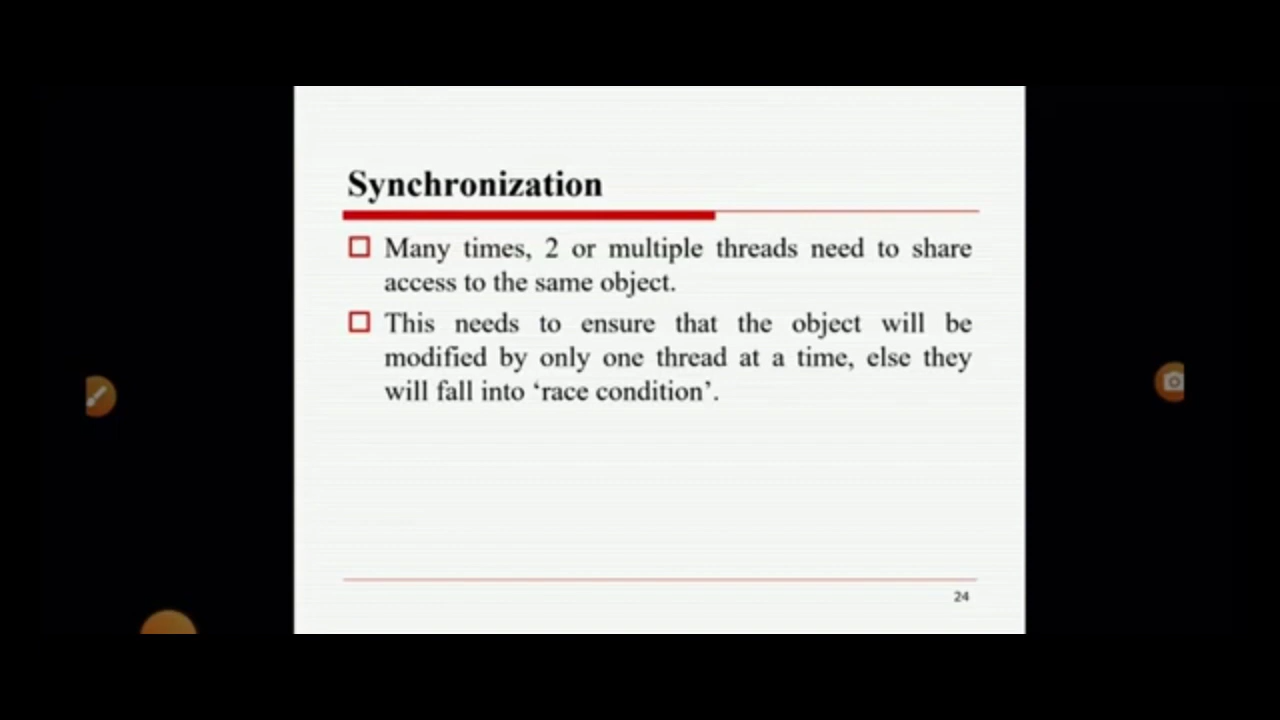 Synchronization
Many times, 2 or multiple threads need to share
access to the same object.
This needs to ensure that the object will be
modified by only one thread at a time, else they
will fall into ‘race condition’.
24